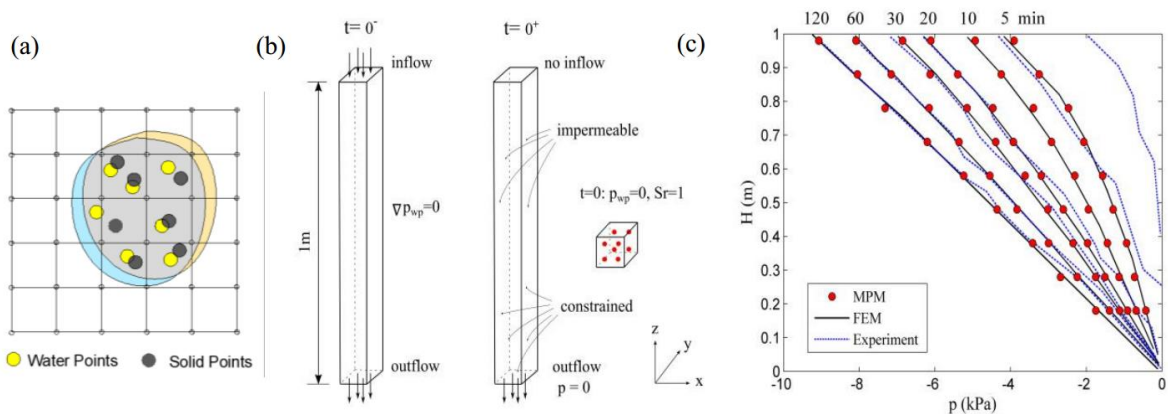 (a)
Water Points
Solid Points
(b)
t= 0⁻
t= 0⁺
inflow
no inflow
impermeable
1m
∇p_wp=0
t=0: p_wp=0, Sr=1
constrained
outflow
outflow
p = 0
z
y
x
(c)
120 60 30 20 10 5 min
1
0.9
0.8
0.7
0.6
0.5
0.4
0.3
0.2
0.1
0
H (m)
MPM
FEM
Experiment
-10 -8 -6 -4 -2 0
p (kPa)